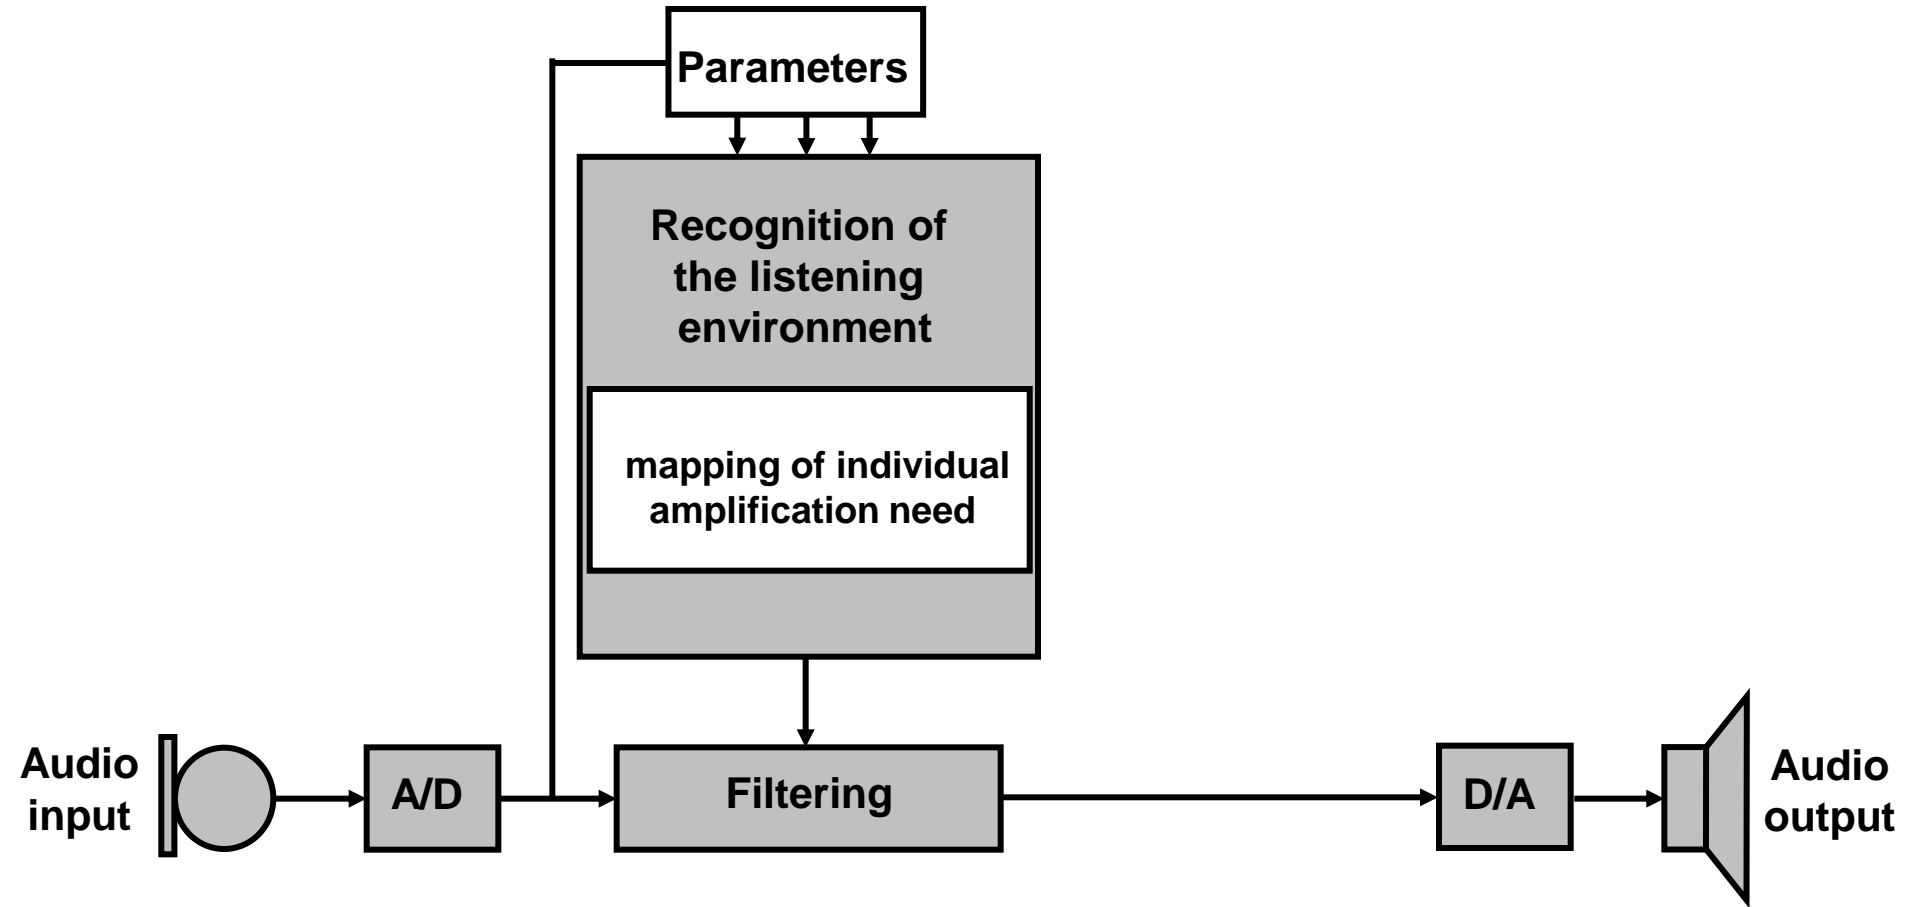 Parameters
Recognition of
the listening
environment
mapping of individual
amplification need
Audio
input
A/D
Filtering
D/A
Audio
output